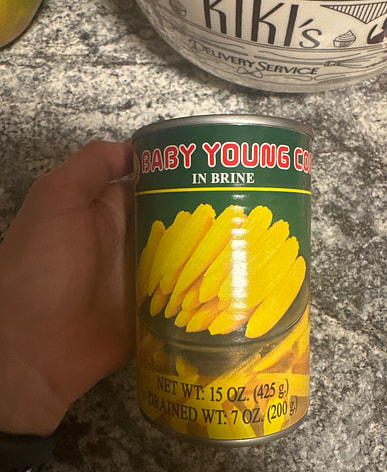 KIKI's
DELIVERY SERVICE
BABY YOUNG CO
IN BRINE
NET WT: 15 OZ. (425 g.)
DRAINED WT: 7 OZ. (200 g.)